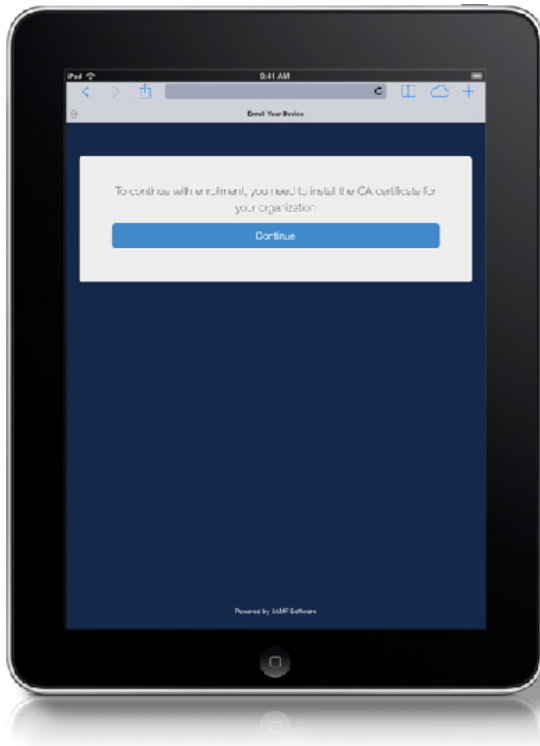 iPad 9:41 AM
Enroll Your Device
To continue with enrollment, you need to install the CA certificate for
your organization
Continue
Powered by JAMF Software